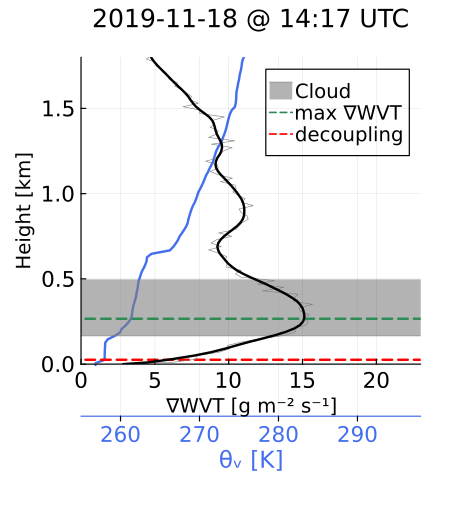 2019-11-18 @ 14:17 UTC
Cloud
max ∇WVT
decoupling
1.5
1.0
0.5
0.0
Height [km]
0 5 10 15 20
∇WVT [g m⁻² s⁻¹]
260 270 280 290
θᵥ [K]